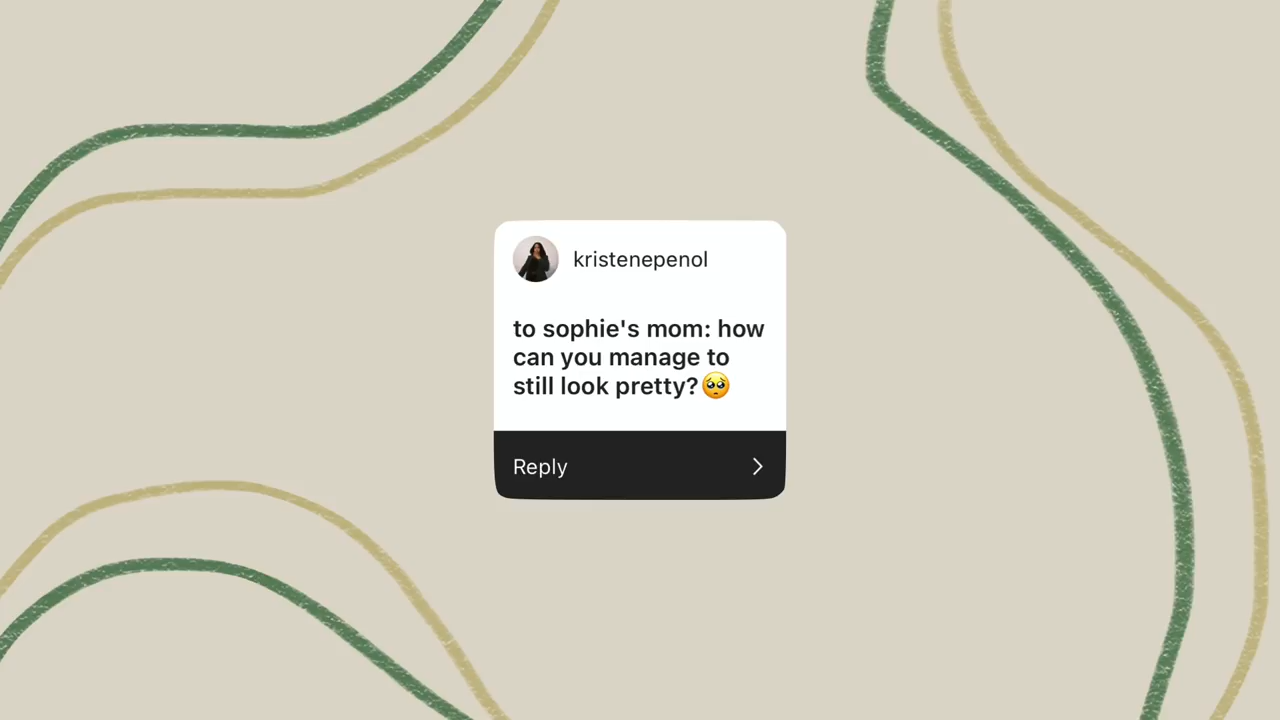 kristenepenol
to sophie's mom: how
can you manage to
still look pretty?🥺
Reply